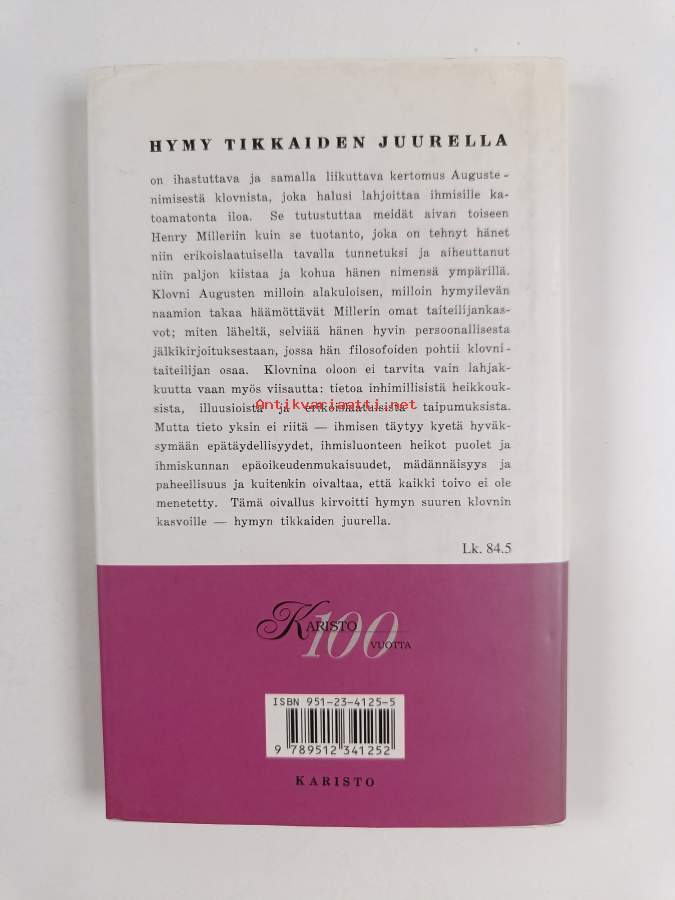 HYMY TIKKAIDEN JUURELLA
on ihastuttava ja samalla liikuttava kertomus Auguste-
nimisestä klovnista, joka halusi lahjoittaa ihmisille ka-
toamatonta iloa. Se tutustuttaa meidät aivan toiseen
Henry Milleriin kuin se tuotanto, joka on tehnyt hänet
niin erikoislaatuisella tavalla tunnetuksi ja aiheuttanut
niin paljon kiistaa ja kohua hänen nimensä ympärillä.
Klovni Augusten milloin alakuloisen, milloin hymyilevän
naamion takaa häämöttävät Millerin omat taiteilijankas-
vot; miten läheltä, selviää hänen hyvin persoonallisesta
jälkikirjoituksestaan, jossa hän filosofoiden pohtii klovni-
taiteilijan osaa. Klovnina oloon ei tarvita vain lahjak-
kuutta vaan myös viisautta: tietoa inhimillisistä heikkouk-
sista, illuusioista ja erikoislaatuisista taipumuksista.
Antikvariaatti.net
Mutta tieto yksin ei riitä — ihmisen täytyy kyetä hyväk-
symään epätäydellisyydet, ihmisluonteen heikot puolet ja
ihmiskunnan epäoikeudenmukaisuudet, mädännäisyys ja
paheellisuus ja kuitenkin oivaltaa, että kaikki toivo ei ole
menetetty. Tämä oivallus kirvoitti hymyn suuren klovnin
kasvoille — hymyn tikkaiden juurella.
Lk. 84.5
KARISTO
100
VUOTTA
ISBN 951-23-4125-5
9 789512 341252
KARISTO